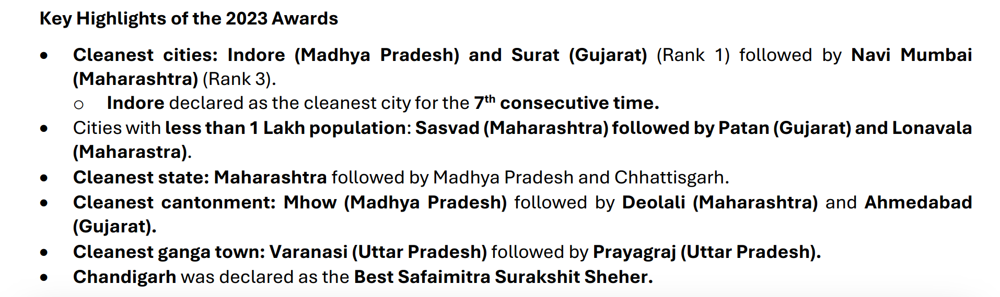 Key Highlights of the 2023 Awards
• Cleanest cities: Indore (Madhya Pradesh) and Surat (Gujarat) (Rank 1) followed by Navi Mumbai
(Maharashtra) (Rank 3).
o Indore declared as the cleanest city for the 7th consecutive time.
• Cities with less than 1 Lakh population: Sasvad (Maharashtra) followed by Patan (Gujarat) and Lonavala
(Maharastra).
• Cleanest state: Maharashtra followed by Madhya Pradesh and Chhattisgarh.
• Cleanest cantonment: Mhow (Madhya Pradesh) followed by Deolali (Maharashtra) and Ahmedabad
(Gujarat).
• Cleanest ganga town: Varanasi (Uttar Pradesh) followed by Prayagraj (Uttar Pradesh).
• Chandigarh was declared as the Best Safaimitra Surakshit Sheher.